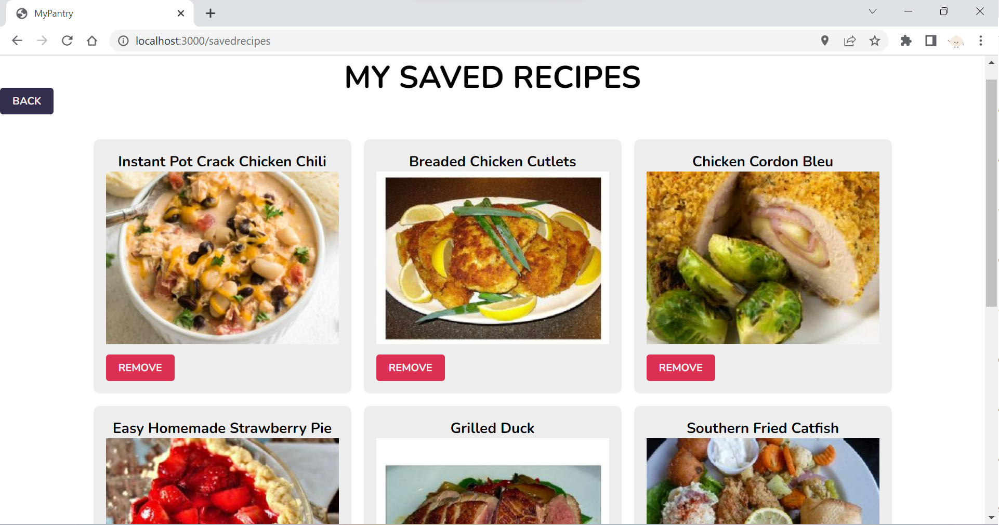 MyPantry
localhost:3000/savedrecipes
MY SAVED RECIPES
BACK
Instant Pot Crack Chicken Chili
Breaded Chicken Cutlets
Chicken Cordon Bleu
REMOVE
REMOVE
REMOVE
Easy Homemade Strawberry Pie
Grilled Duck
Southern Fried Catfish